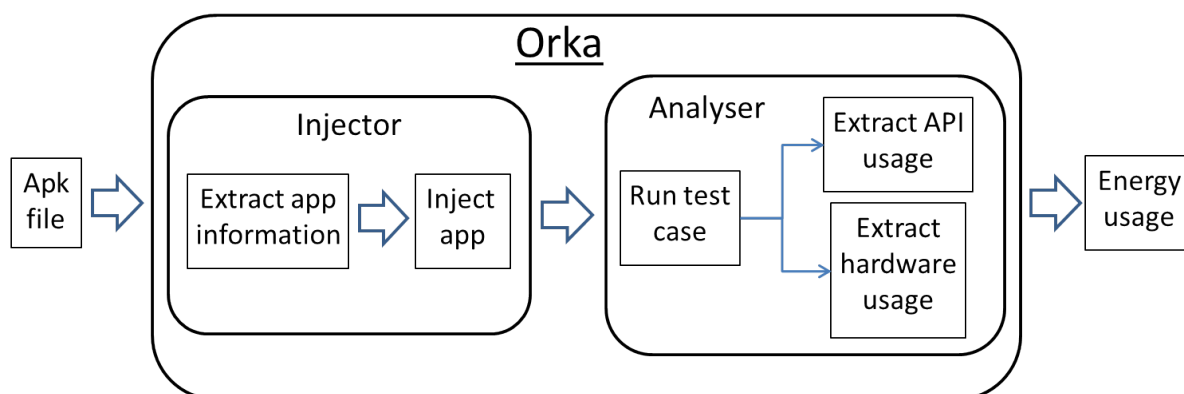 Orka
Injector
Analyser
Apk
file
Extract app
information
Inject
app
Run test
case
Extract API
usage
Extract
hardware
usage
Energy
usage